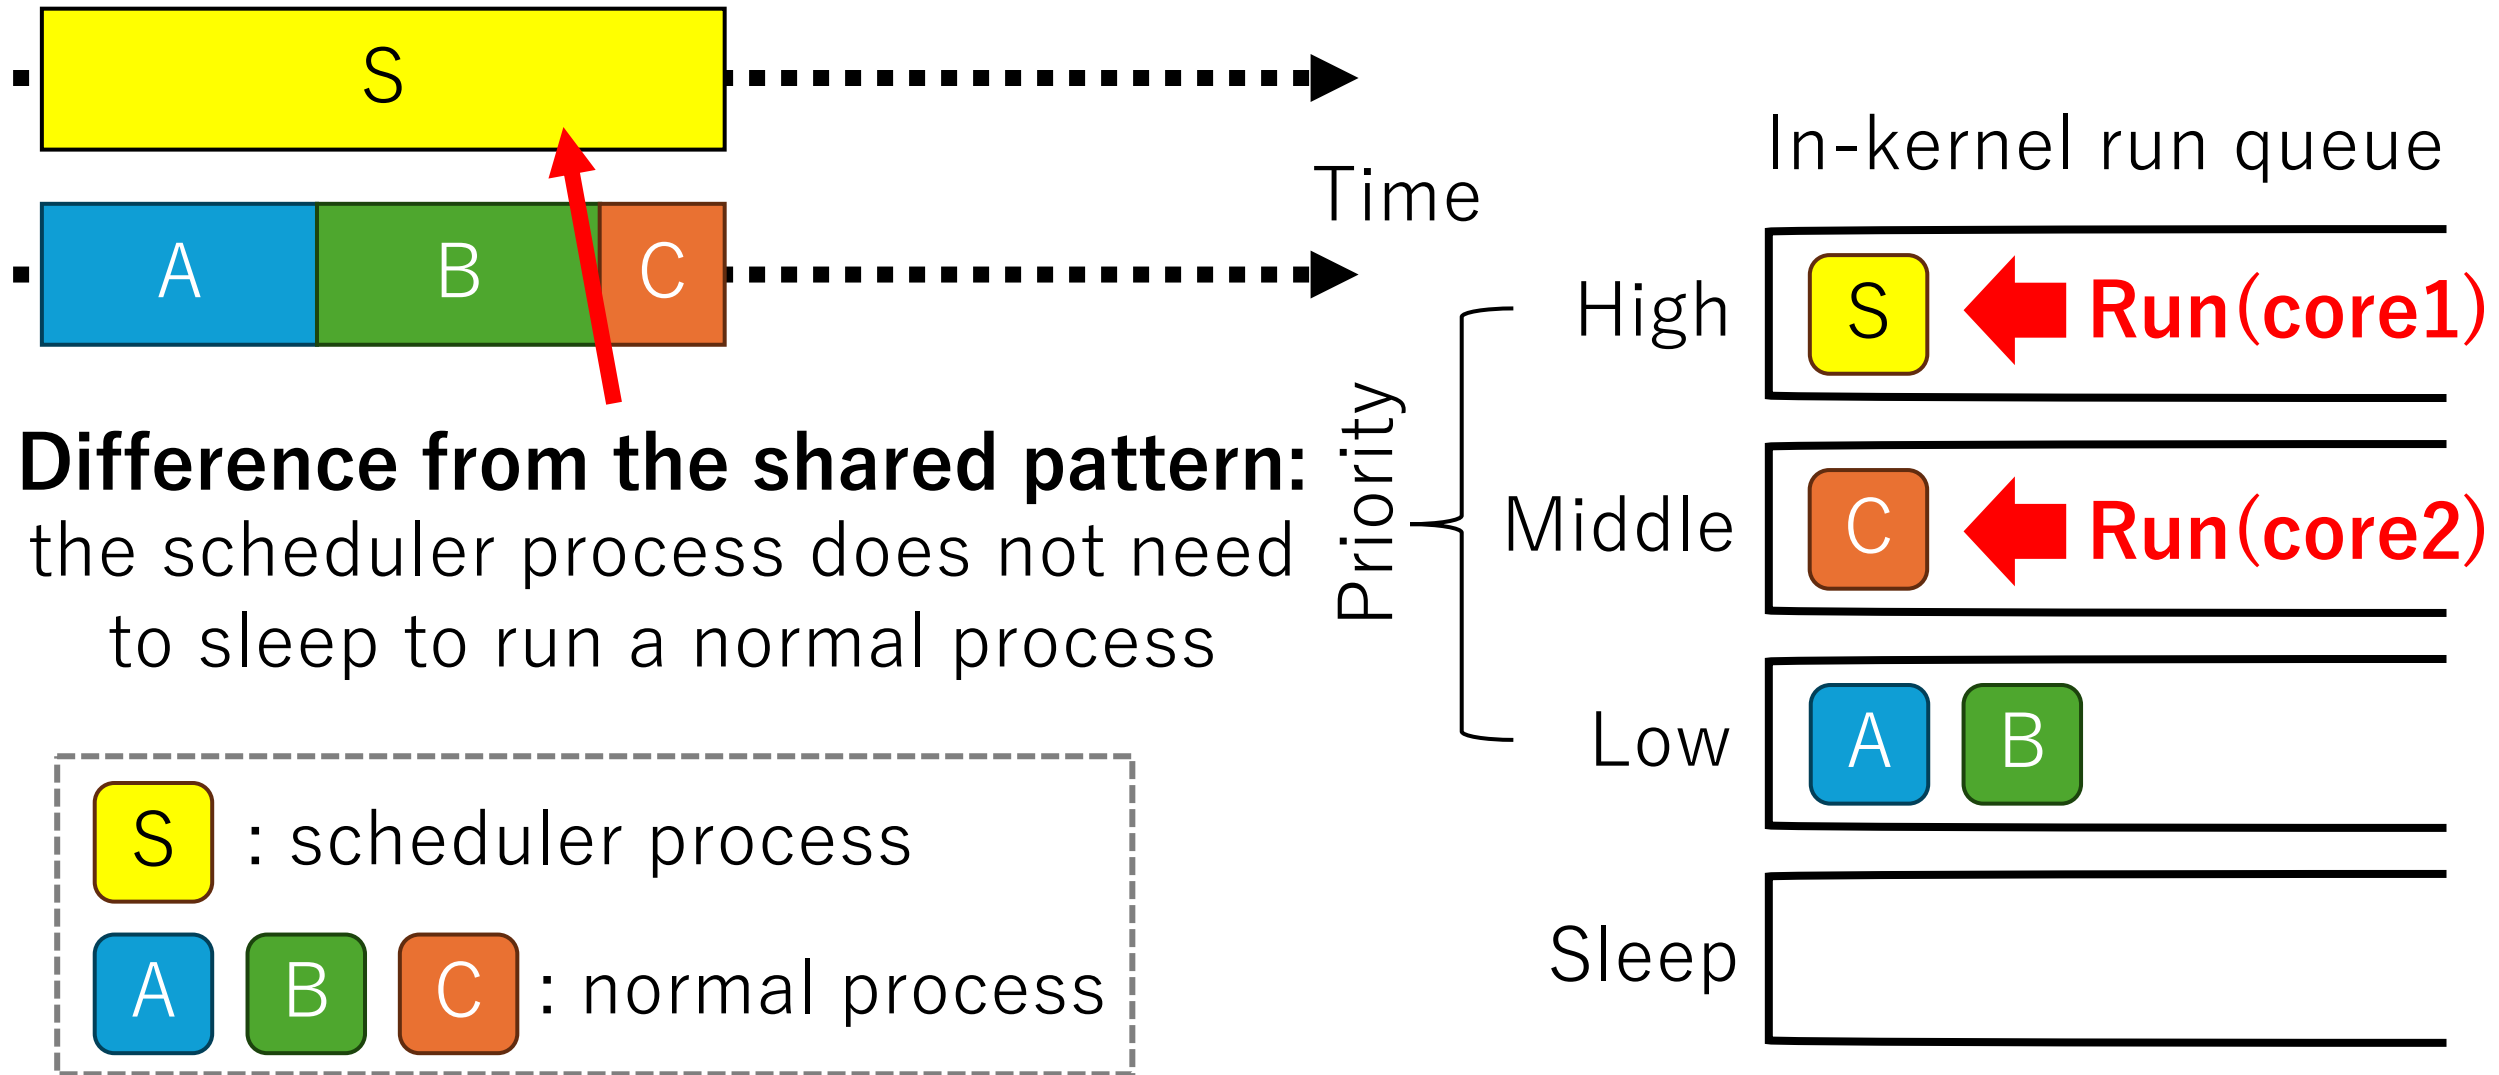 S
A
B
C
Time
Difference from the shared pattern:
the scheduler process does not need
to sleep to run a normal process
S
: scheduler process
A
B
C
: normal process
In-kernel run queue
Priority
High
S
Run(core1)
Middle
C
Run(core2)
Low
A
B
Sleep